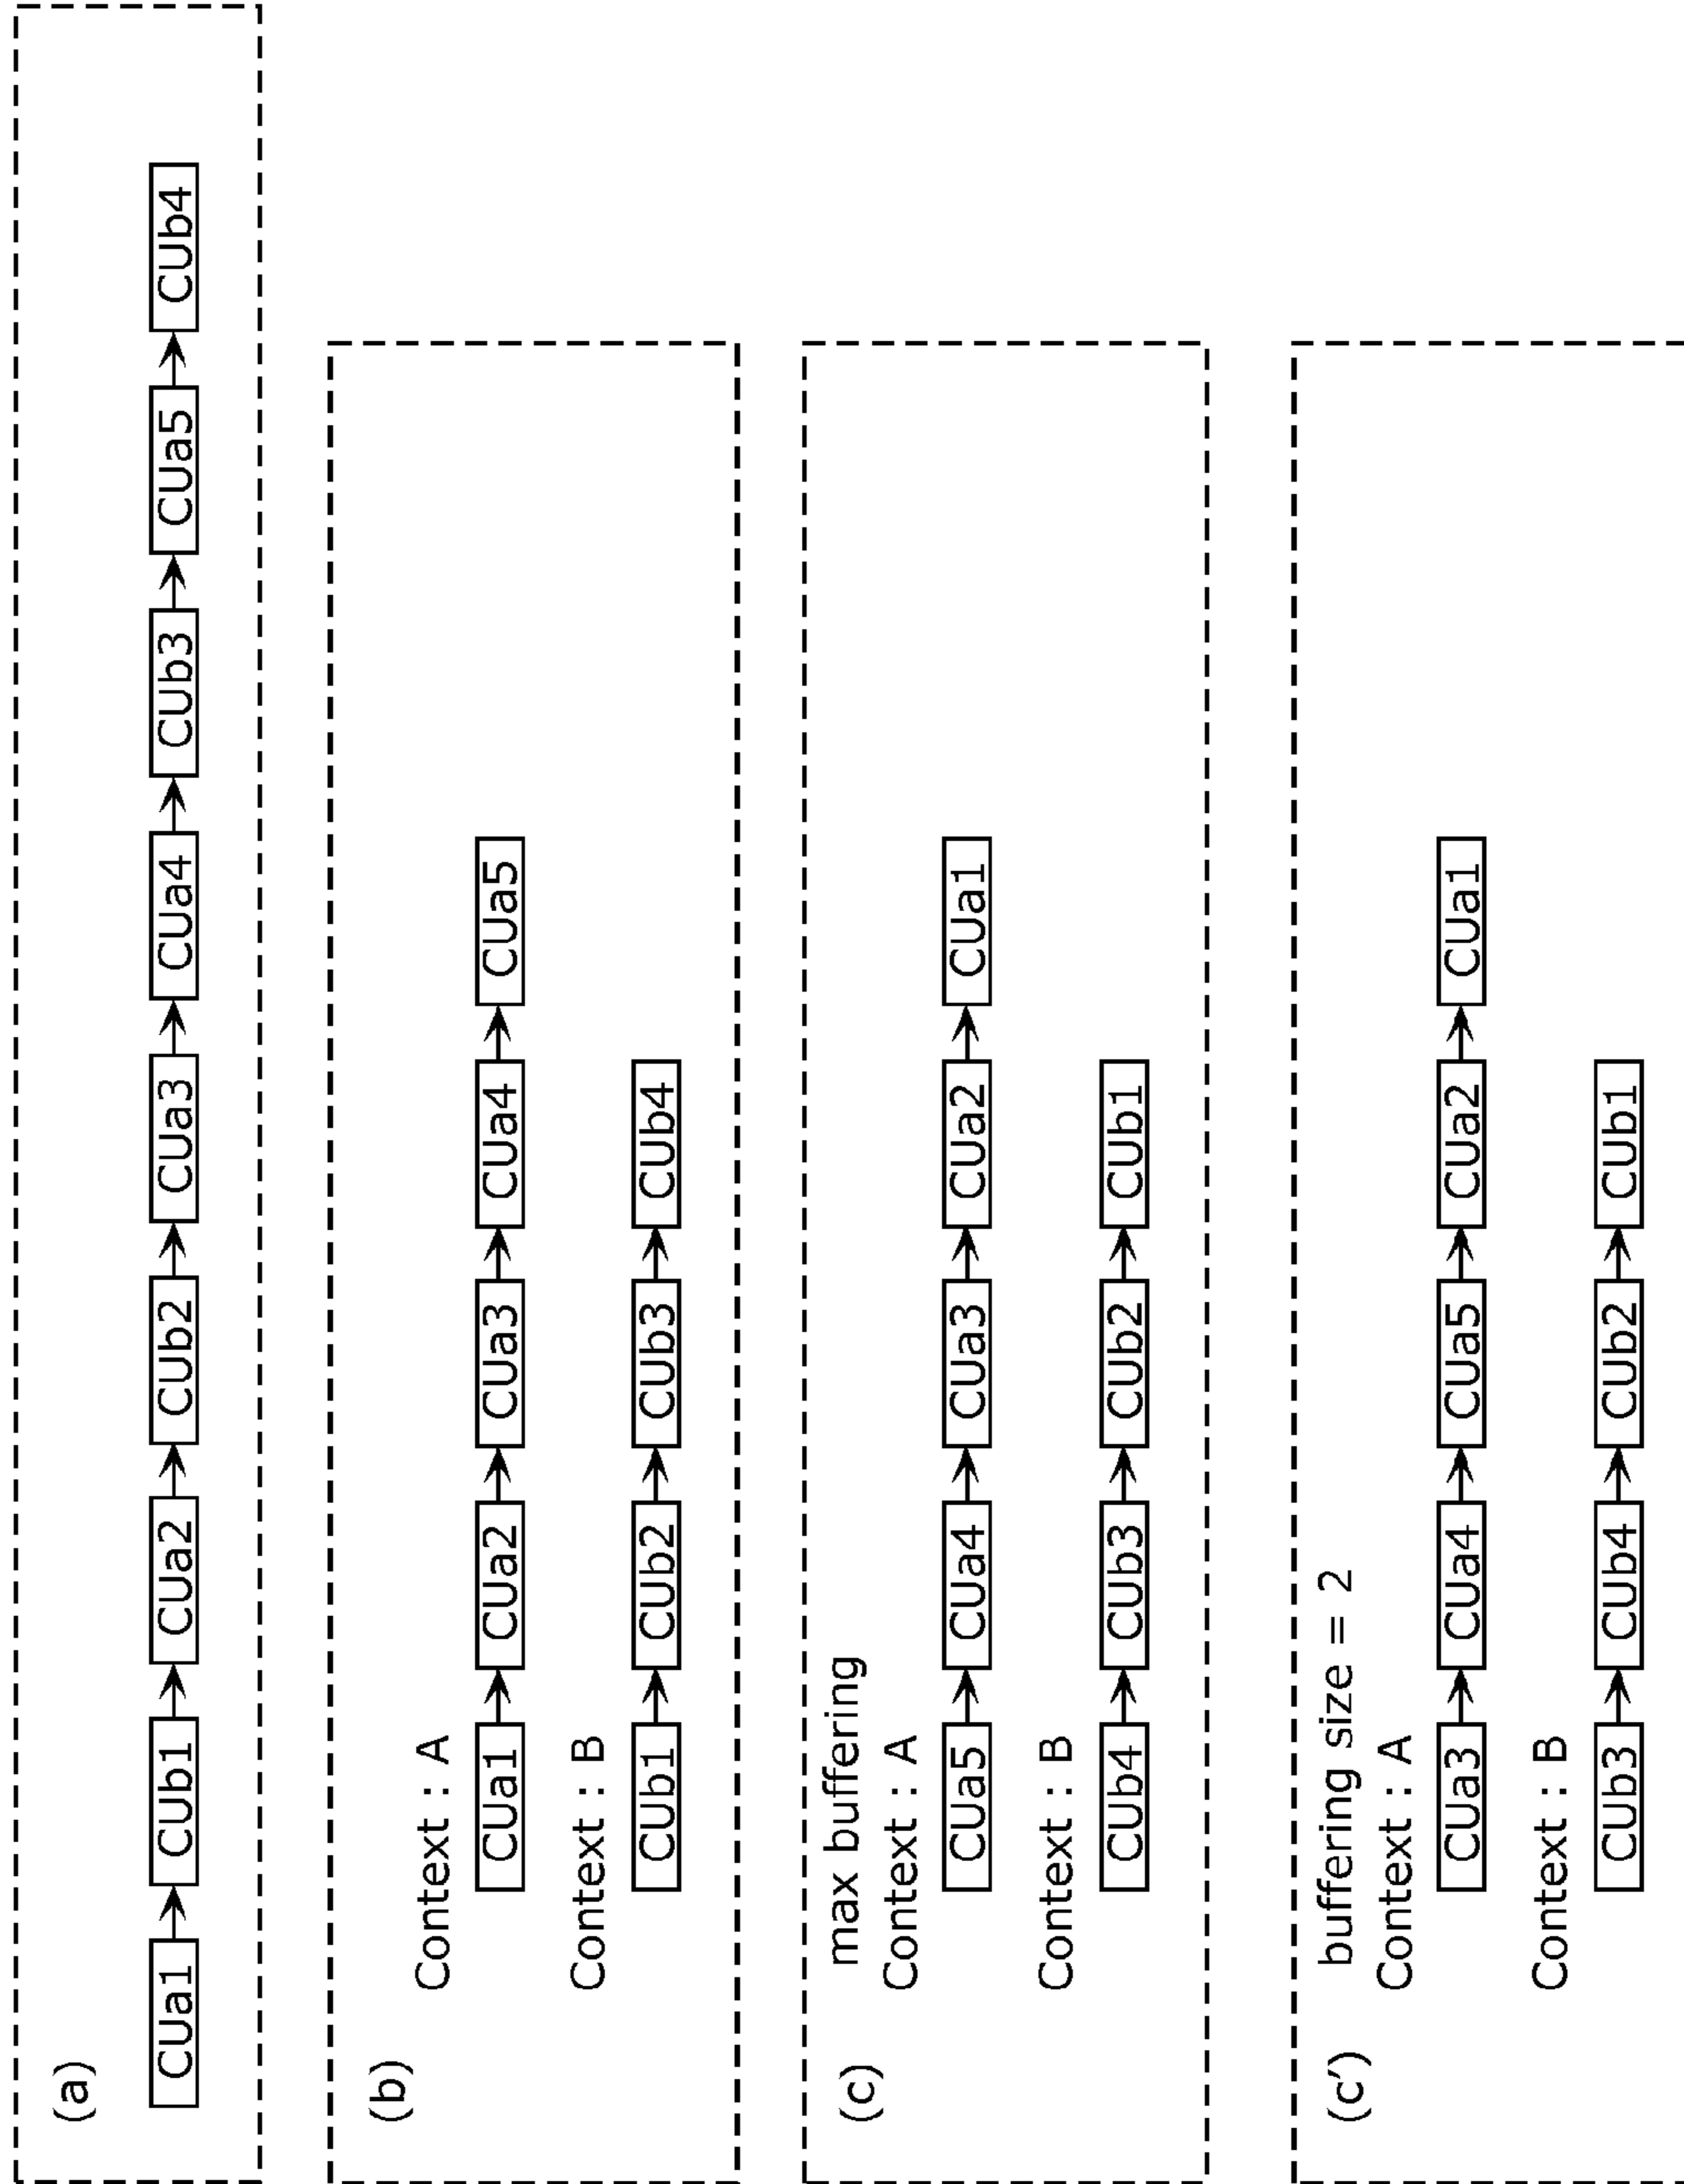 (a)
CUa1 CUb1 CUa2 CUb2 CUa3 CUa4 CUb3 CUa5 CUb4
(b)
Context : A
CUa1 CUa2 CUa3 CUa4 CUa5
Context : B
CUb1 CUb2 CUb3 CUb4
(c)
max buffering
Context : A
CUa5 CUa4 CUa3 CUa2 CUa1
Context : B
CUb4 CUb3 CUb2 CUb1
(c')
buffering size = 2
Context : A
CUa3 CUa4 CUa5 CUa2 CUa1
Context : B
CUb3 CUb4 CUb2 CUb1